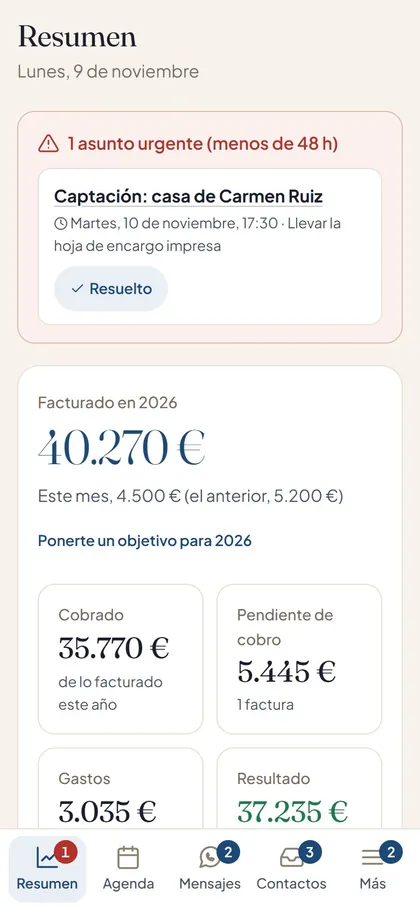 Resumen
Lunes, 9 de noviembre
1 asunto urgente (menos de 48 h)
Captación: casa de Carmen Ruiz
Martes, 10 de noviembre, 17:30 · Llevar la
hoja de encargo impresa
Resuelto
Facturado en 2026
40.270 €
Este mes, 4.500 € (el anterior, 5.200 €)
Ponerte un objetivo para 2026
Cobrado
35.770 €
de lo facturado
este año
Pendiente de
cobro
5.445 €
1 factura
Gastos
3.035 €
Resultado
37.235 €
1
2
3
2
Resumen
Agenda
Mensajes
Contactos
Más